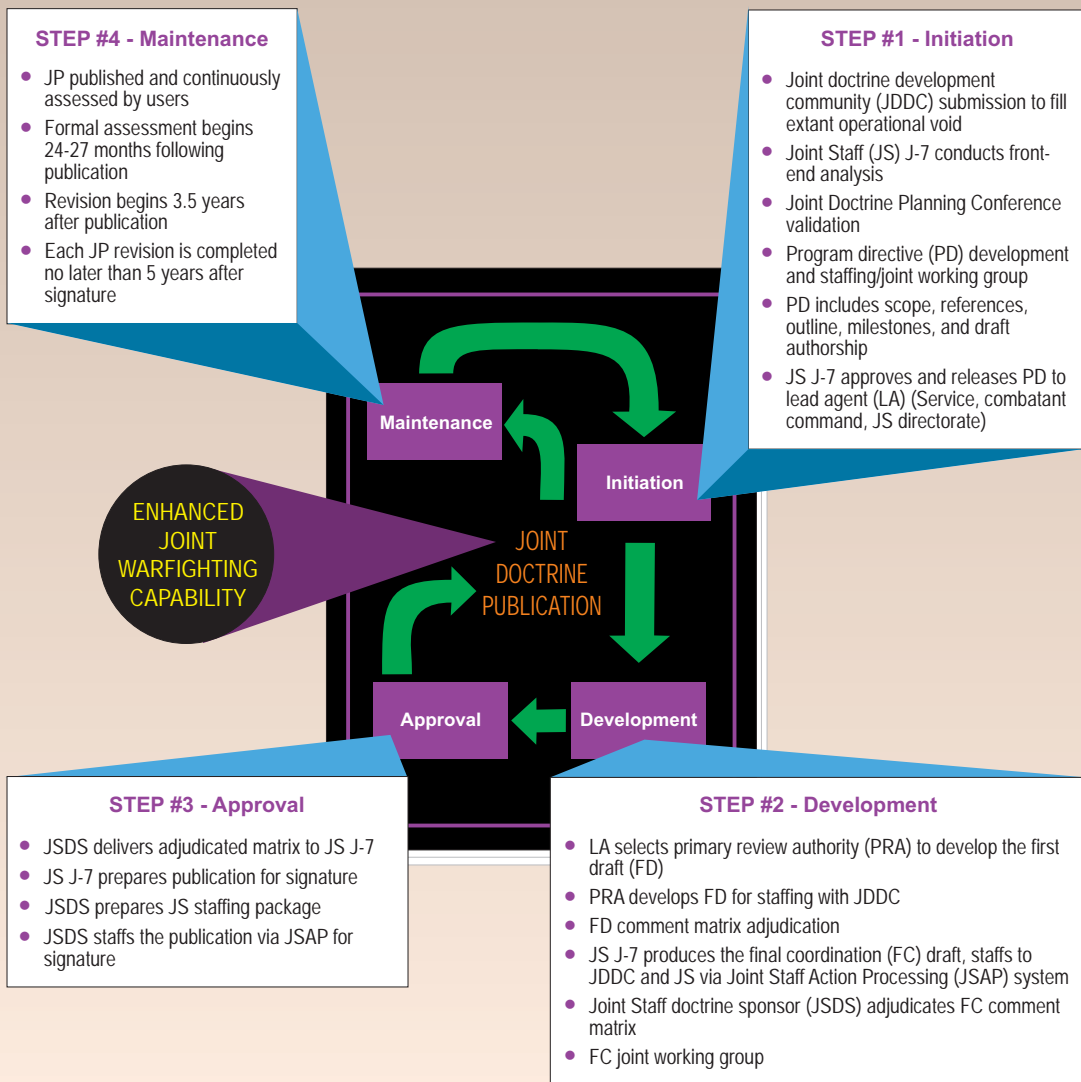 STEP #4 - Maintenance
• JP published and continuously
assessed by users
• Formal assessment begins
24-27 months following
publication
• Revision begins 3.5 years
after publication
• Each JP revision is completed
no later than 5 years after
signature
STEP #1 - Initiation
• Joint doctrine development
community (JDDC) submission to fill
extant operational void
• Joint Staff (JS) J-7 conducts front-
end analysis
• Joint Doctrine Planning Conference
validation
• Program directive (PD) development
and staffing/joint working group
• PD includes scope, references,
outline, milestones, and draft
authorship
• JS J-7 approves and releases PD to
lead agent (LA) (Service, combatant
command, JS directorate)
Maintenance
Initiation
ENHANCED
JOINT
WARFIGHTING
CAPABILITY
JOINT
DOCTRINE
PUBLICATION
Approval
Development
STEP #3 - Approval
• JSDS delivers adjudicated matrix to JS J-7
• JS J-7 prepares publication for signature
• JSDS prepares JS staffing package
• JSDS staffs the publication via JSAP for
signature
STEP #2 - Development
• LA selects primary review authority (PRA) to develop the first
draft (FD)
• PRA develops FD for staffing with JDDC
• FD comment matrix adjudication
• JS J-7 produces the final coordination (FC) draft, staffs to
JDDC and JS via Joint Staff Action Processing (JSAP) system
• Joint Staff doctrine sponsor (JSDS) adjudicates FC comment
matrix
• FC joint working group